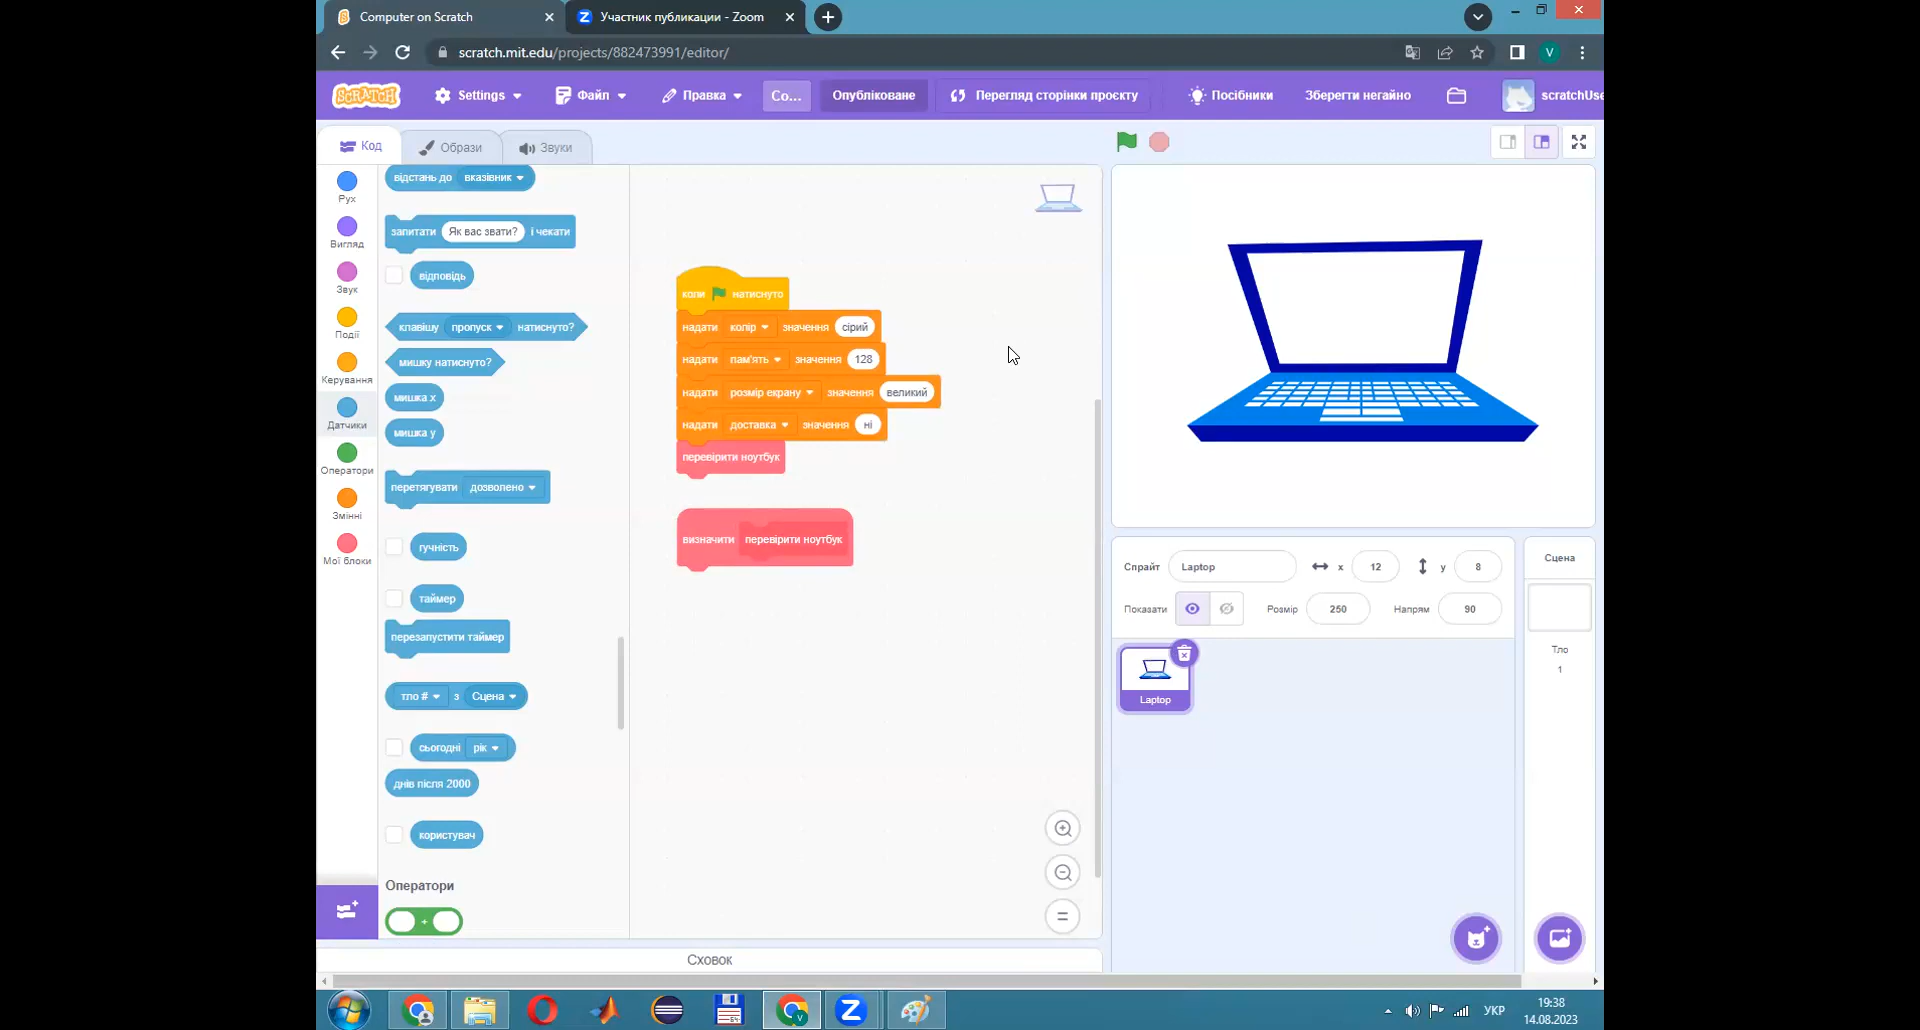 Computer on Scratch
Участник публикации - Zoom
scratch.mit.edu/projects/882473991/editor/
V
SCRATCH
Settings
Файл
Правка
Co...
Опубліковане
Перегляд сторінки проєкту
Посібники
Зберегти негайно
scratchUse
Код
Образи
Звуки
Рух
Вигляд
Звук
Події
Керування
Датчики
Оператори
Змінні
Мої блоки
відстань до вказівник
запитати Як вас звати? і чекати
відповідь
клавішу пропуск натиснуто?
мишку натиснуто?
мишка x
мишка y
перетягувати дозволено
гучність
таймер
перезапустити таймер
тло # з Сцена
сьогодні рік
днів після 2000
користувач
Оператори
+
коли натиснуто
надати колір значення сірий
надати пам'ять значення 128
надати розмір екрану значення великий
надати доставка значення ні
перевірити ноутбук
визначити перевірити ноутбук
Сховок
Спрайт Laptop x 12 y 8
Показати Розмір 250 Напрям 90
Laptop
Сцена
Тло
1
Z
64
V
Z
УКР
19:38
14.08.2023